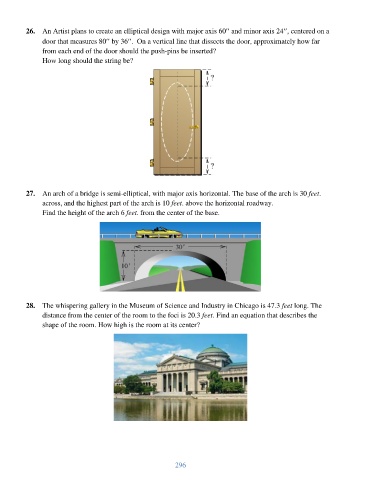 26. An Artist plans to create an elliptical design with major axis 60" and minor axis 24", centered on a
door that measures 80" by 36". On a vertical line that dissects the door, approximately how far
from each end of the door should the push-pins be inserted?
How long should the string be?
?
?
27. An arch of a bridge is semi-elliptical, with major axis horizontal. The base of the arch is 30 feet.
across, and the highest part of the arch is 10 feet. above the horizontal roadway.
Find the height of the arch 6 feet. from the center of the base.
30'
10'
28. The whispering gallery in the Museum of Science and Industry in Chicago is 47.3 feet long. The
distance from the center of the room to the foci is 20.3 feet. Find an equation that describes the
shape of the room. How high is the room at its center?
296